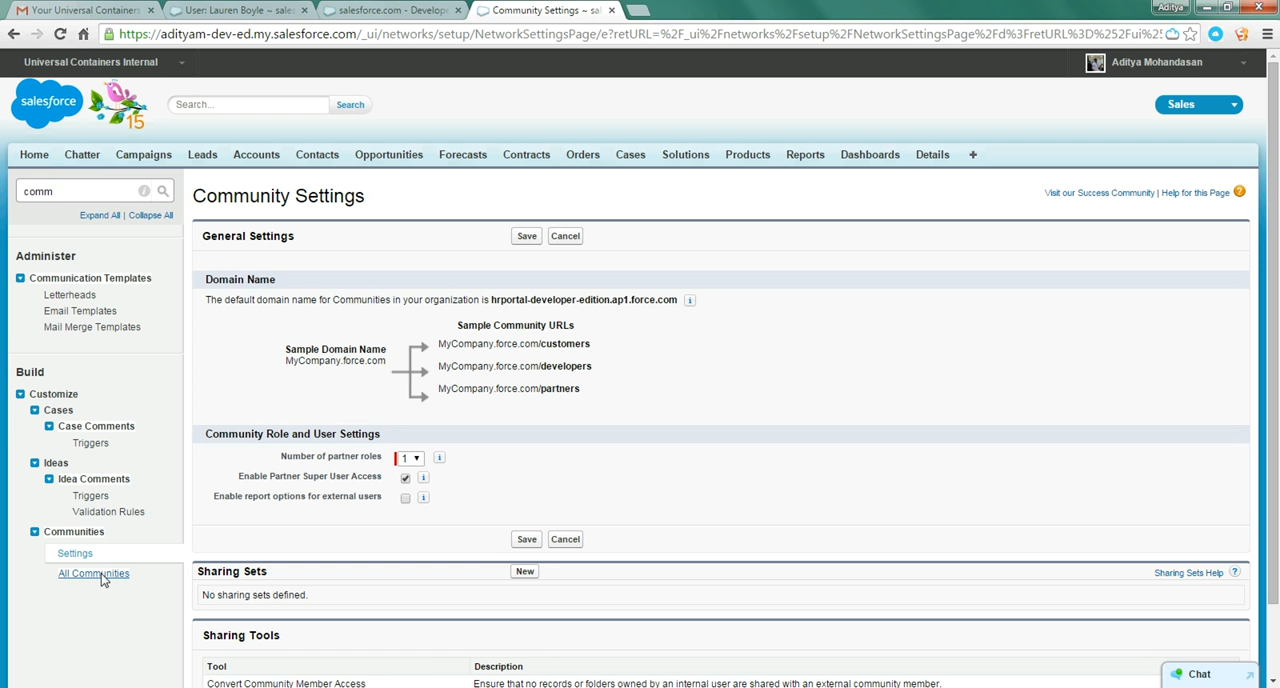 Your Universal Containers
User: Lauren Boyle ~ sales
salesforce.com - Develope
Community Settings ~ sa
Aditya
https://adityam-dev-ed.my.salesforce.com/_ui/networks/setup/NetworkSettingsPage/e?retURL=%2F_ui%2Fnetworks%2Fsetup%2FNetworkSettingsPage%2Fd%3FretURL%3D%252Fui%25
Universal Containers Internal
Aditya Mohandasan
salesforce
15
Search...
Search
Sales
Home Chatter Campaigns Leads Accounts Contacts Opportunities Forecasts Contracts Orders Cases Solutions Products Reports Dashboards Details +
comm
Expand All | Collapse All
Administer
Communication Templates
Letterheads
Email Templates
Mail Merge Templates
Build
Customize
Cases
Case Comments
Triggers
Ideas
Idea Comments
Triggers
Validation Rules
Communities
Settings
All Communities
Community Settings
Visit our Success Community | Help for this Page ?
General Settings
Save Cancel
Domain Name
The default domain name for Communities in your organization is hrportal-developer-edition.ap1.force.com i
Sample Community URLs
Sample Domain Name
MyCompany.force.com
MyCompany.force.com/customers
MyCompany.force.com/developers
MyCompany.force.com/partners
Community Role and User Settings
Number of partner roles 1 i
Enable Partner Super User Access i
Enable report options for external users i
Save Cancel
Sharing Sets
New
Sharing Sets Help ?
No sharing sets defined.
Sharing Tools
Tool Description
Convert Community Member Access Ensure that no records or folders owned by an internal user are shared with an external community member.
Chat